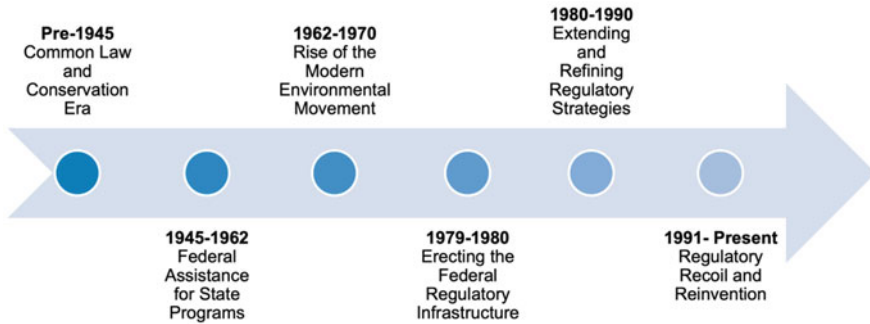 Pre-1945
Common Law
and
Conservation
Era
1945-1962
Federal
Assistance
for State
Programs
1962-1970
Rise of the
Modern
Environmental
Movement
1979-1980
Erecting the
Federal
Regulatory
Infrastructure
1980-1990
Extending
and
Refining
Regulatory
Strategies
1991- Present
Regulatory
Recoil and
Reinvention